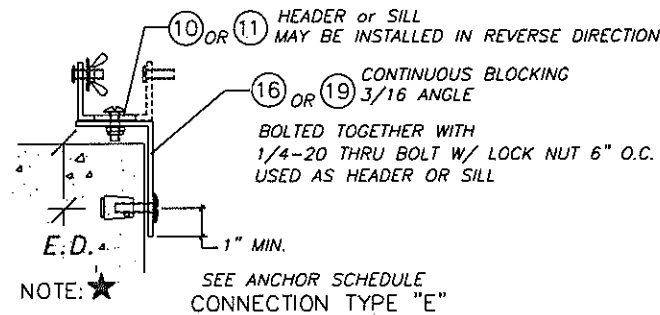 10 OR 11 HEADER or SILL
MAY BE INSTALLED IN REVERSE DIRECTION
16 OR 19 CONTINUOUS BLOCKING
3/16 ANGLE
BOLTED TOGETHER WITH
1/4-20 THRU BOLT W/ LOCK NUT 6" O.C.
USED AS HEADER OR SILL
E.D.
1" MIN.
NOTE: ★
SEE ANCHOR SCHEDULE
CONNECTION TYPE "E"